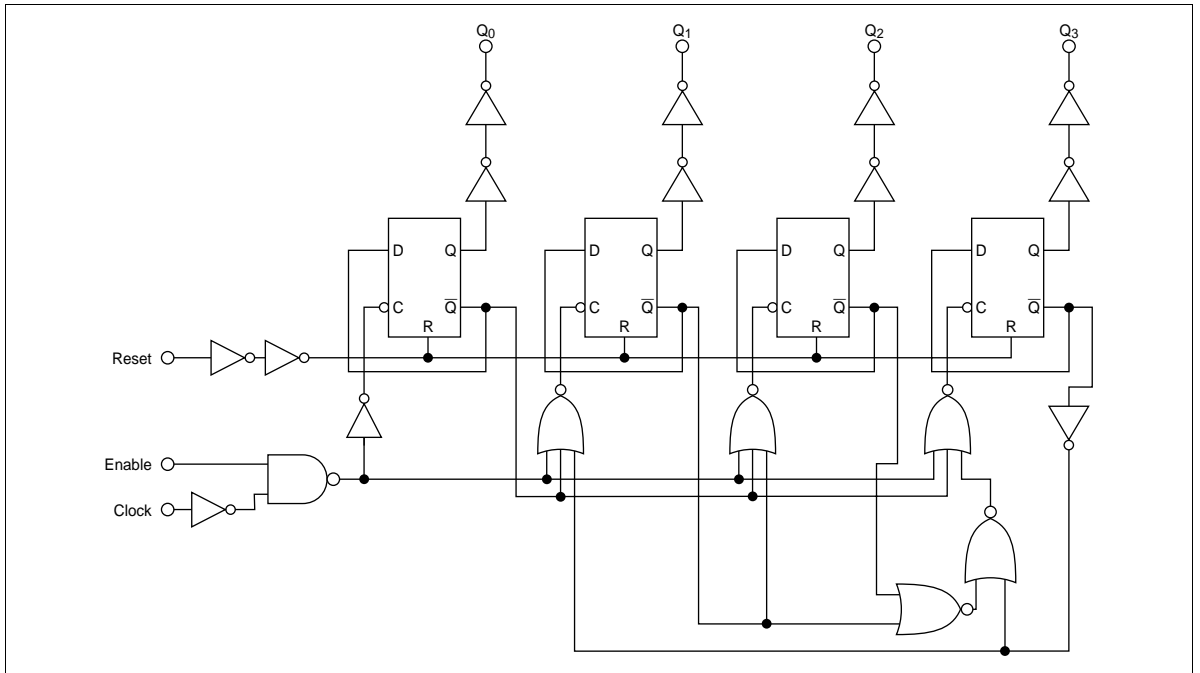 Q0 Q1 Q2 Q3
D Q D Q D Q D Q
C Q̅ C Q̅ C Q̅ C Q̅
R R R R
Reset
Enable
Clock